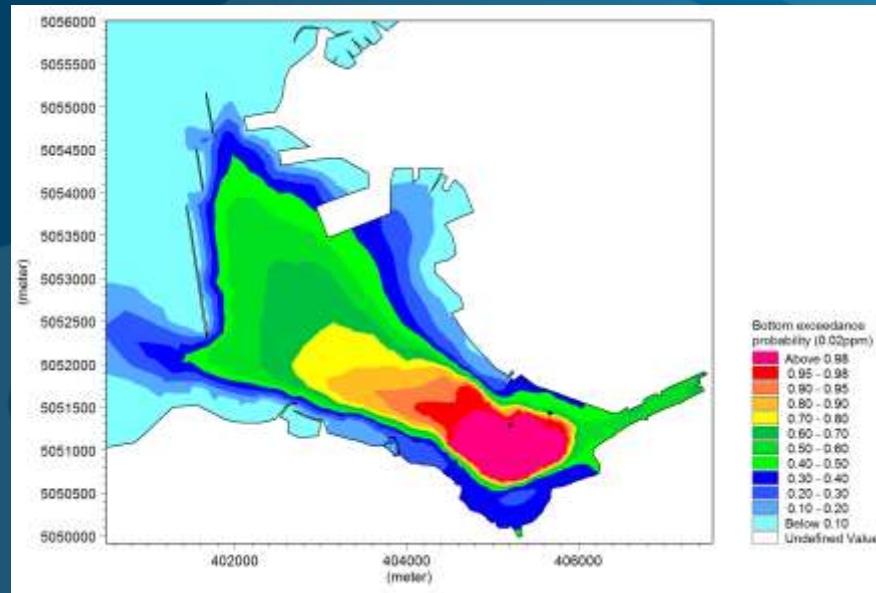 5056000
5055500
5055000
5054500
5054000
5053500
5053000
5052500
5052000
5051500
5051000
5050500
5050000
(meter)
402000 404000 406000
(meter)
Bottom exceedance
probability (0.02ppm)
Above 0.98
0.95 - 0.98
0.90 - 0.95
0.80 - 0.90
0.70 - 0.80
0.60 - 0.70
0.50 - 0.60
0.40 - 0.50
0.30 - 0.40
0.20 - 0.30
0.10 - 0.20
Below 0.10
Undefined Value